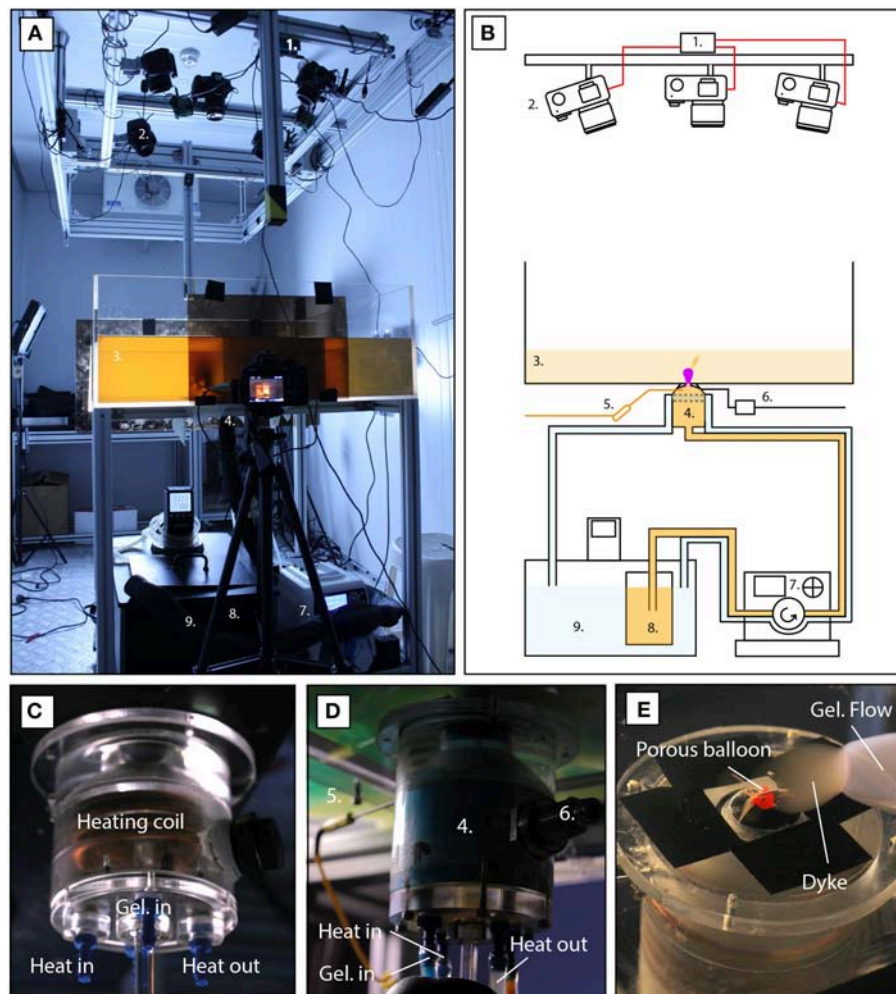 A
1.
2.
3.
4.
9.
8.
7.
B
1.
2.
3.
5.
4.
6.
7.
9.
8.
C
Heating coil
Gel. in
Heat in
Heat out
D
5.
4.
6.
Heat in
Gel. in
Heat out
E
Gel. Flow
Porous balloon
Dyke